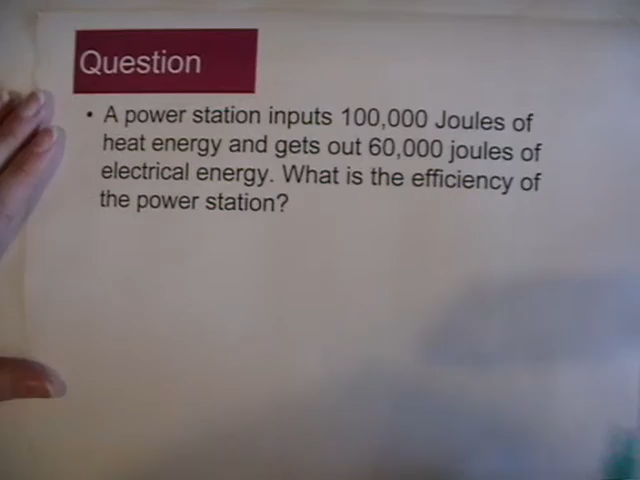 Question
• A power station inputs 100,000 Joules of
heat energy and gets out 60,000 joules of
electrical energy. What is the efficiency of
the power station?